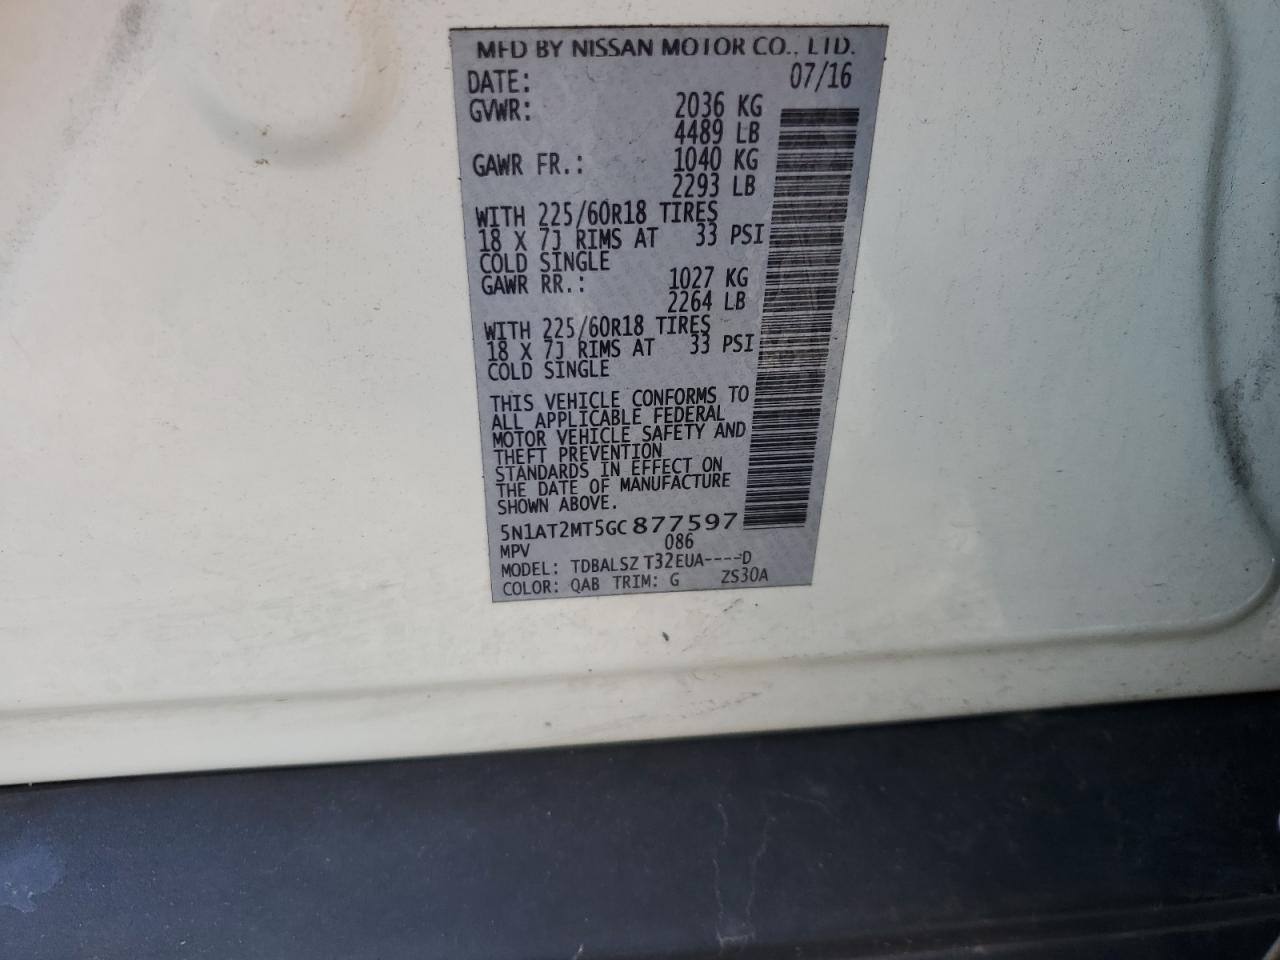 MFD BY NISSAN MOTOR CO., LTD.
DATE: 07/16
GVWR: 2036 KG
4489 LB
GAWR FR.: 1040 KG
2293 LB
WITH 225/60R18 TIRES
18 X 7J RIMS AT 33 PSI
COLD SINGLE
GAWR RR.: 1027 KG
2264 LB
WITH 225/60R18 TIRES
18 X 7J RIMS AT 33 PSI
COLD SINGLE
THIS VEHICLE CONFORMS TO
ALL APPLICABLE FEDERAL
MOTOR VEHICLE SAFETY AND
THEFT PREVENTION
STANDARDS IN EFFECT ON
THE DATE OF MANUFACTURE
SHOWN ABOVE.
5N1AT2MT5GC877597
MPV 086
MODEL: TDBALSZ T32EUA----D
COLOR: QAB TRIM: G ZS30A